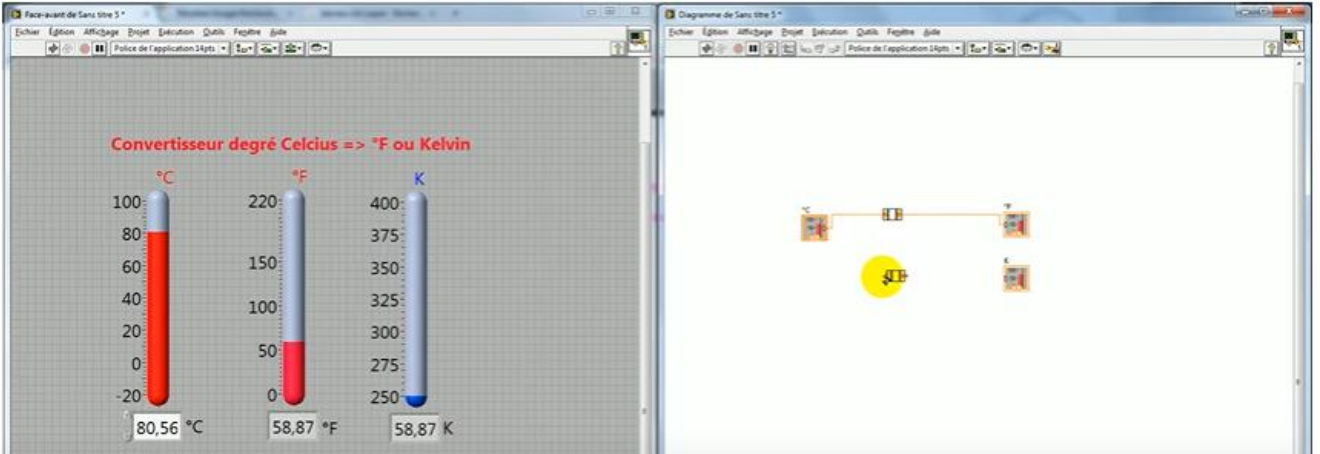 Face-avant de Sans titre 5 *
Fichier Édition Affichage Projet Exécution Outils Fenêtre Aide
Police de l'application 14pts
Convertisseur degré Celcius => °F ou Kelvin
°C °F K
100 220 400
80 375
60 150 350
40 100 325
20 300
0 50 275
-20 0 250
80,56 °C 58,87 °F 58,87 K
Diagramme de Sans titre 5 *
Fichier Édition Affichage Projet Exécution Outils Fenêtre Aide
Police de l'application 14pts
°C °F
K